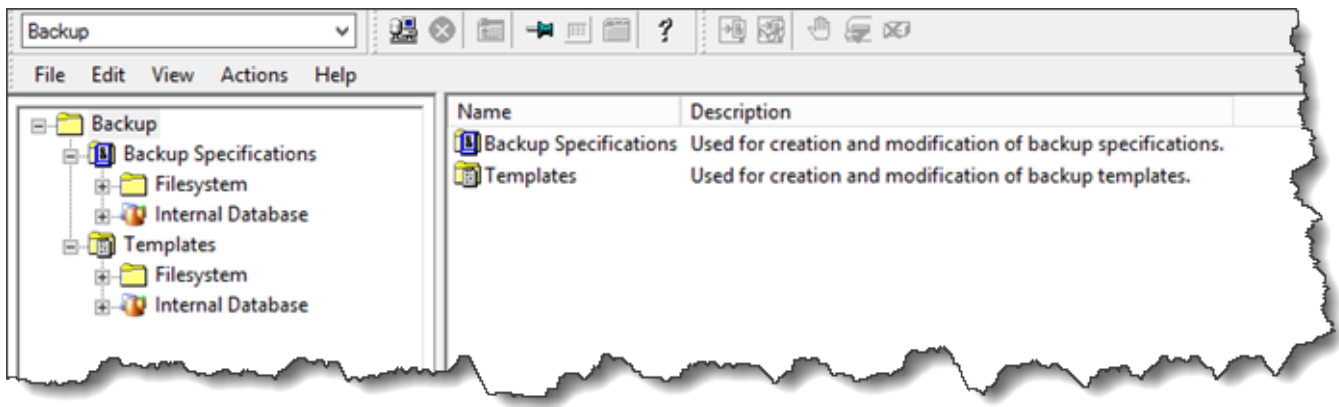 Backup
?
File Edit View Actions Help
Backup
Backup Specifications
Filesystem
Internal Database
Templates
Filesystem
Internal Database
Name Description
Backup Specifications Used for creation and modification of backup specifications.
Templates Used for creation and modification of backup templates.